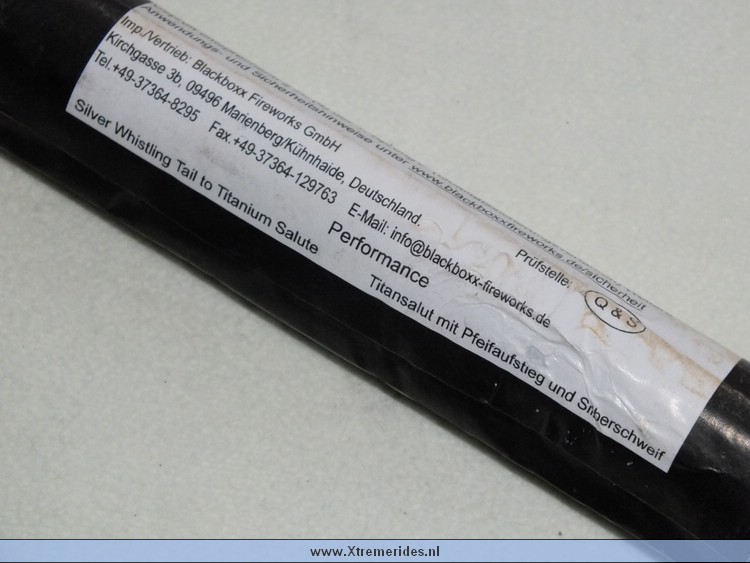 Anwendungs- und Sicherheitshinweise unter www.blackboxxfireworks.de/sicherheit
Imp./Vertrieb: Blackboxx Fireworks GmbH
Kirchgasse 3b, 09496 Marienberg/Kühnhaide, Deutschland.
Tel.+49-37364-8295 Fax.+49-37364-129763 E-Mail: info@blackboxx-fireworks.de
Prüfstelle: Q & S
Performance
Silver Whistling Tail to Titanium Salute
Titansalut mit Pfeifaufstieg und Silberschweif
www.Xtremerides.nl